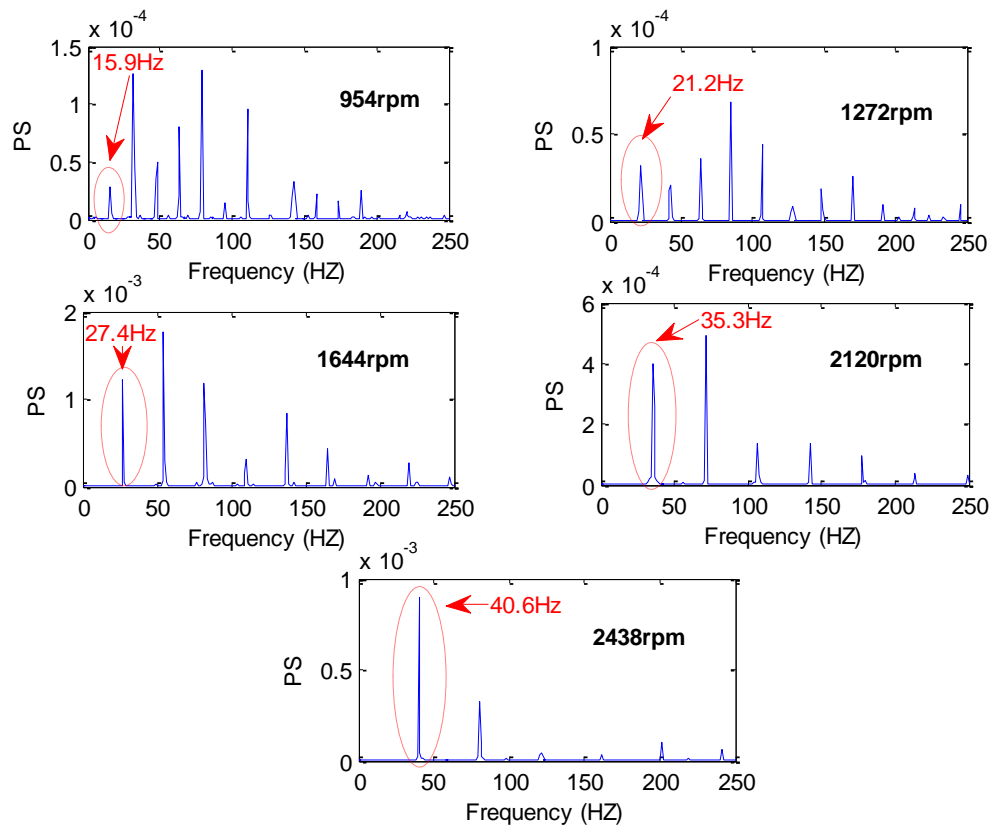 x 10-4
1.5
1
0.5
0
PS
15.9Hz
954rpm
0 50 100 150 200 250
Frequency (HZ)
x 10-4
1
0.5
0
PS
21.2Hz
1272rpm
0 50 100 150 200 250
Frequency (HZ)
x 10-3
2
1
0
PS
27.4Hz
1644rpm
0 50 100 150 200 250
Frequency (HZ)
x 10-4
6
4
2
0
PS
35.3Hz
2120rpm
0 50 100 150 200 250
Frequency (HZ)
x 10-3
1
0.5
0
PS
40.6Hz
2438rpm
0 50 100 150 200 250
Frequency (HZ)